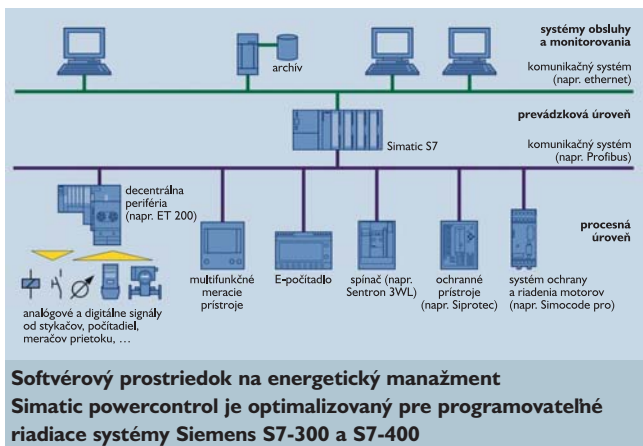 systémy obsluhy
a monitorovania
archív
komunikačný systém
(napr. ethernet)
prevádzková úroveň
Simatic S7
komunikačný systém
(napr. Profibus)
decentrálna
periféria
(napr. ET 200)
procesná
úroveň
multifunkčné
meracie
prístroje
E-počítadlo
spínač (napr.
Sentron 3WL)
ochranné
prístroje
(napr. Siprotec)
systém ochrany
a riadenia motorov
(napr. Simocode pro)
analógové a digitálne signály
od stykačov, počítadiel,
meračov prietoku, …
Softvérový prostriedok na energetický manažment
Simatic powercontrol je optimalizovaný pre programovateľné
riadiace systémy Siemens S7-300 a S7-400